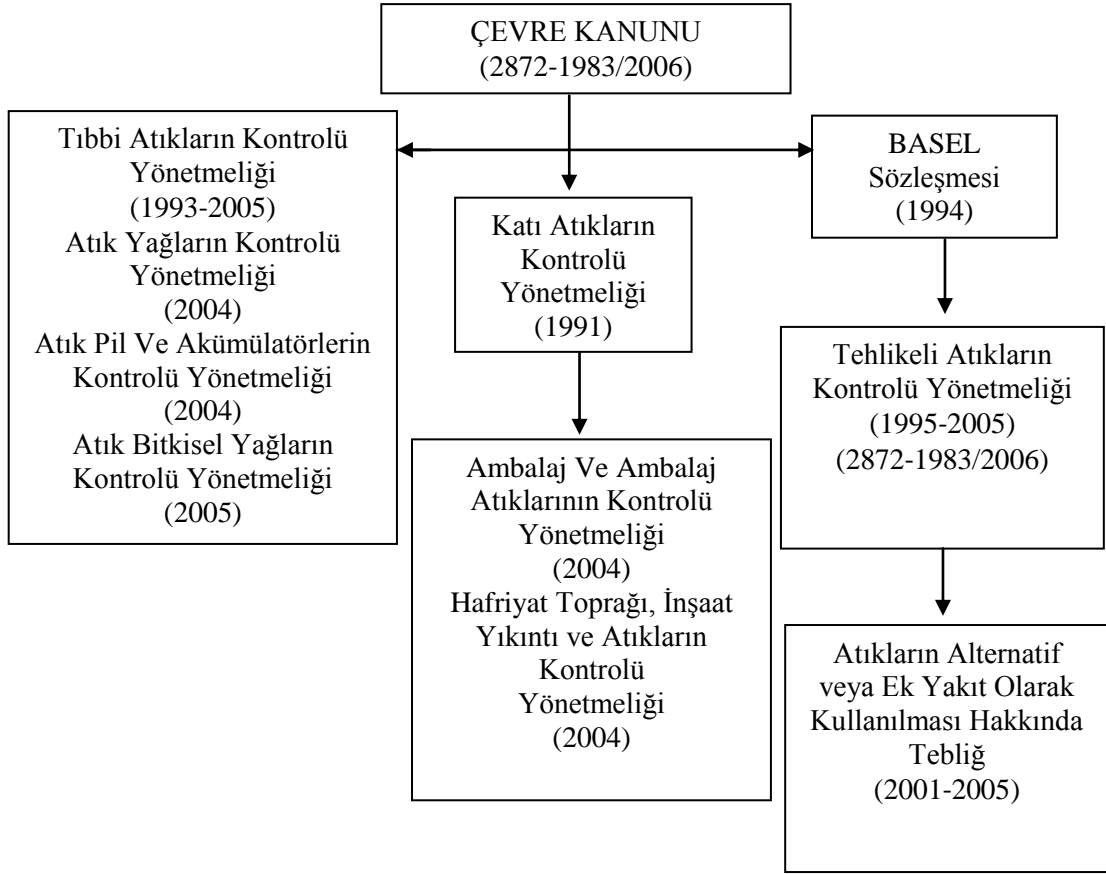 ÇEVRE KANUNU
(2872-1983/2006)
Tıbbi Atıkların Kontrolü
Yönetmeliği
(1993-2005)
Atık Yağların Kontrolü
Yönetmeliği
(2004)
Atık Pil Ve Akümülatörlerin
Kontrolü Yönetmeliği
(2004)
Atık Bitkisel Yağların
Kontrolü Yönetmeliği
(2005)
Katı Atıkların
Kontrolü
Yönetmeliği
(1991)
Ambalaj Ve Ambalaj
Atıklarının Kontrolü
Yönetmeliği
(2004)
Hafriyat Toprağı, İnşaat
Yıkıntı ve Atıkların
Kontrolü
Yönetmeliği
(2004)
BASEL
Sözleşmesi
(1994)
Tehlikeli Atıkların
Kontrolü Yönetmeliği
(1995-2005)
(2872-1983/2006)
Atıkların Alternatif
veya Ek Yakıt Olarak
Kullanılması Hakkında
Tebliğ
(2001-2005)